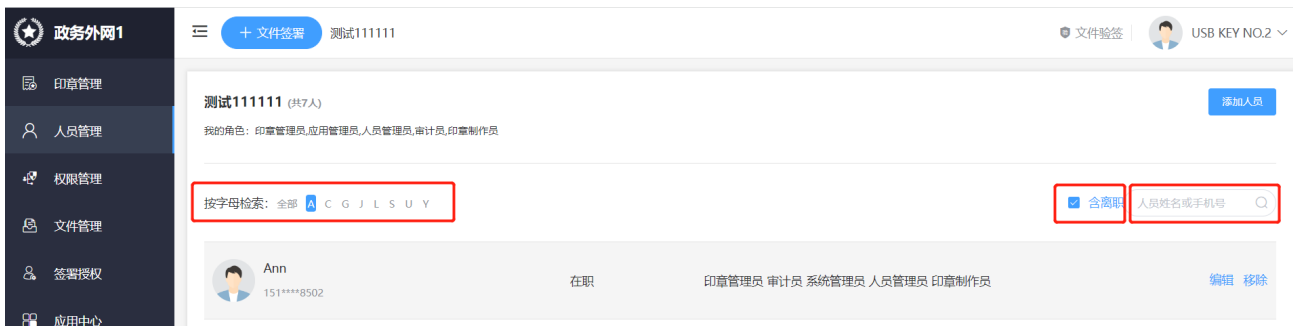 政务外网1
+ 文件签署 测试111111 文件验签 USB KEY NO.2
印章管理
人员管理
权限管理
文件管理
签署授权
应用中心
测试111111 (共7人) 添加人员
我的角色：印章管理员,应用管理员,人员管理员,审计员,印章制作员
按字母检索：全部 A C G J L S U Y 含离职 人员姓名或手机号
Ann 在职 印章管理员 审计员 系统管理员 人员管理员 印章制作员 编辑 移除
151****8502